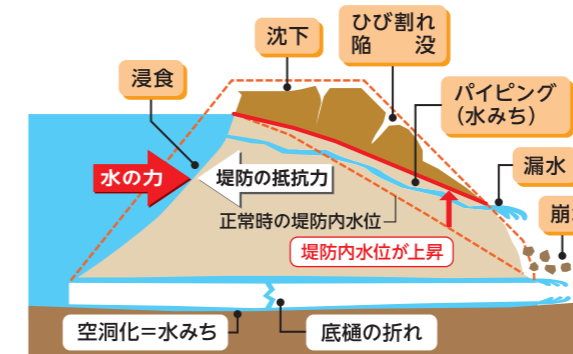 沈下
ひび割れ
陥没
浸食
パイピング
(水みち)
漏水
水の力
堤防の抵抗力
正常時の堤防内水位
堤防内水位が上昇
空洞化=水みち
底樋の折れ